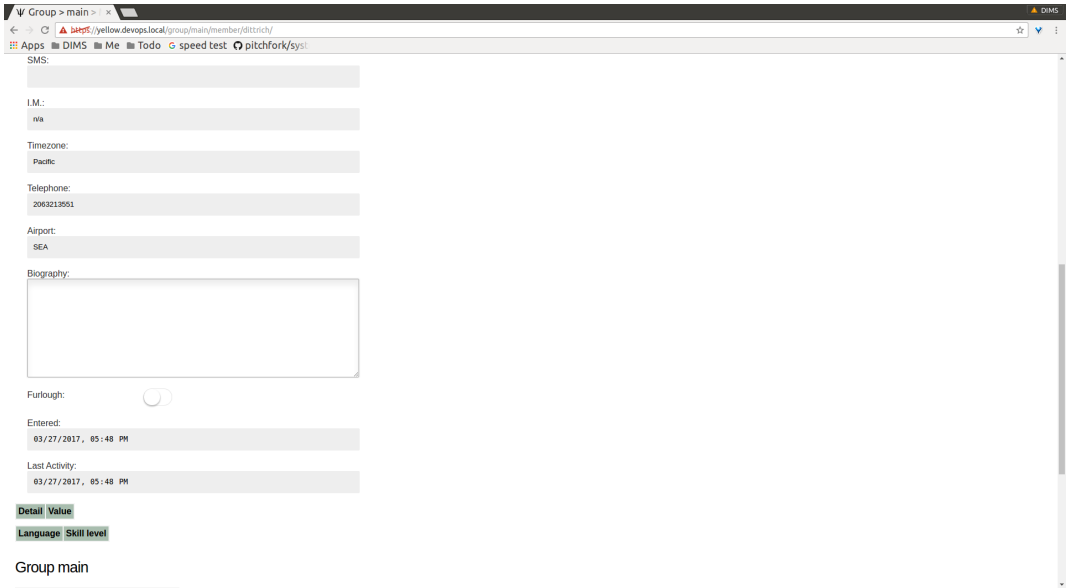 Ψ Group > main >
DIMS
https://yellow.devops.local/group/main/member/dittrich/
Apps DIMS Me Todo G speed test pitchfork/syst
SMS:
I.M.:
n/a
Timezone:
Pacific
Telephone:
2063213551
Airport:
SEA
Biography:
Furlough:
Entered:
03/27/2017, 05:48 PM
Last Activity:
03/27/2017, 05:48 PM
Detail Value
Language Skill level
Group main